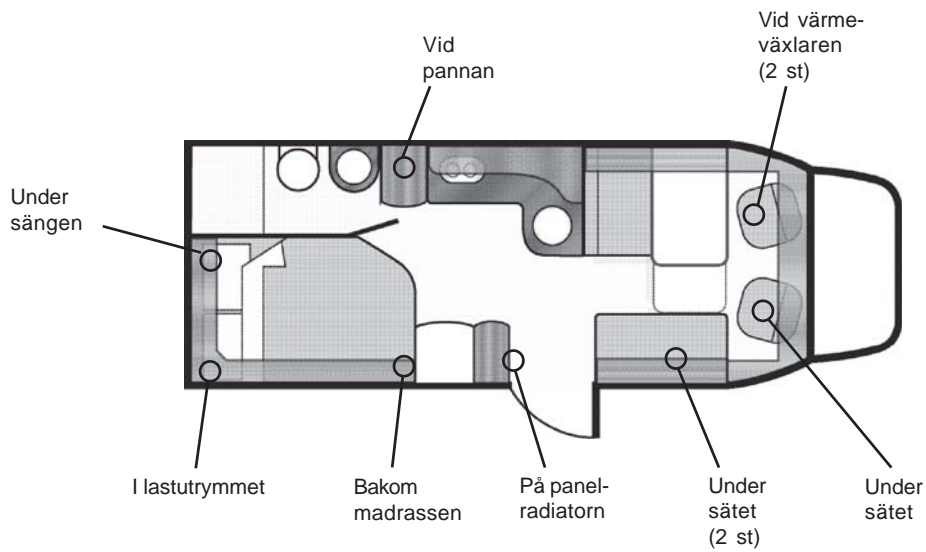 Vid värme-
växlaren
(2 st)
Vid
pannan
Under
sängen
I lastutrymmet
Bakom
madrassen
På panel-
radiatorn
Under
sätet
(2 st)
Under
sätet